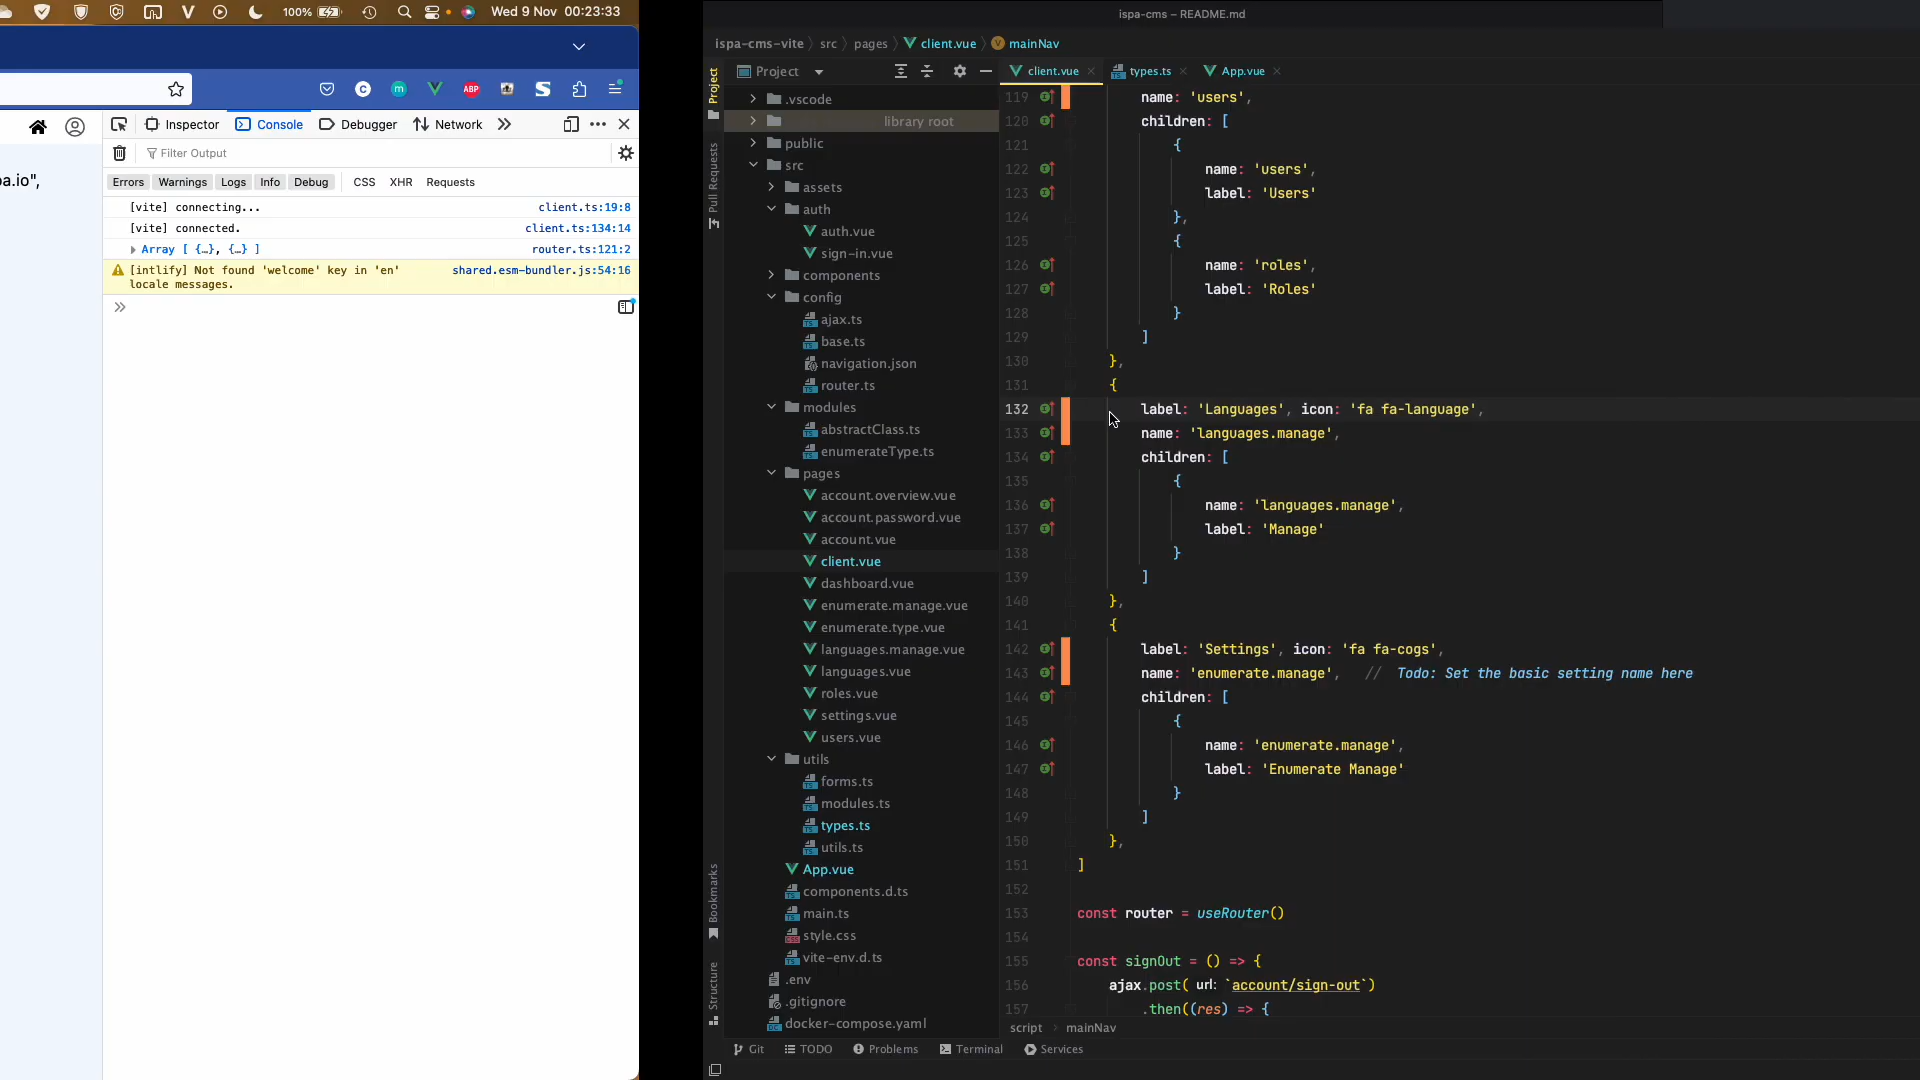 100%
Wed 9 Nov 00:23:33
ABP
pa.io",
Inspector
Console
Debugger
Network
Filter Output
Errors
Warnings
Logs
Info
Debug
CSS
XHR
Requests
[vite] connecting...
client.ts:19:8
[vite] connected.
client.ts:134:14
Array [ {…}, {…} ]
router.ts:121:2
[intlify] Not found 'welcome' key in 'en' locale messages.
shared.esm-bundler.js:54:16
ispa-cms – README.md
ispa-cms-vite
src
pages
client.vue
mainNav
Project
Pull Requests
Bookmarks
Structure
Project
.vscode
library root
public
src
assets
auth
auth.vue
sign-in.vue
components
config
ajax.ts
base.ts
navigation.json
router.ts
modules
abstractClass.ts
enumerateType.ts
pages
account.overview.vue
account.password.vue
account.vue
client.vue
dashboard.vue
enumerate.manage.vue
enumerate.type.vue
languages.manage.vue
languages.vue
roles.vue
settings.vue
users.vue
utils
forms.ts
modules.ts
types.ts
utils.ts
App.vue
components.d.ts
main.ts
style.css
vite-env.d.ts
.env
.gitignore
docker-compose.yaml
client.vue
types.ts
App.vue
119 name: 'users',
120 children: [
121 {
122 name: 'users',
123 label: 'Users'
124 },
125 {
126 name: 'roles',
127 label: 'Roles'
128 }
129 ]
130 },
131 {
132 label: 'Languages', icon: 'fa fa-language',
133 name: 'languages.manage',
134 children: [
135 {
136 name: 'languages.manage',
137 label: 'Manage'
138 }
139 ]
140 },
141 {
142 label: 'Settings', icon: 'fa fa-cogs',
143 name: 'enumerate.manage', // Todo: Set the basic setting name here
144 children: [
145 {
146 name: 'enumerate.manage',
147 label: 'Enumerate Manage'
148 }
149 ]
150 },
151 ]
152
153 const router = useRouter()
154
155 const signOut = () => {
156 ajax.post( url: `account/sign-out`)
157 .then((res) => {
script
mainNav
Git
TODO
Problems
Terminal
Services